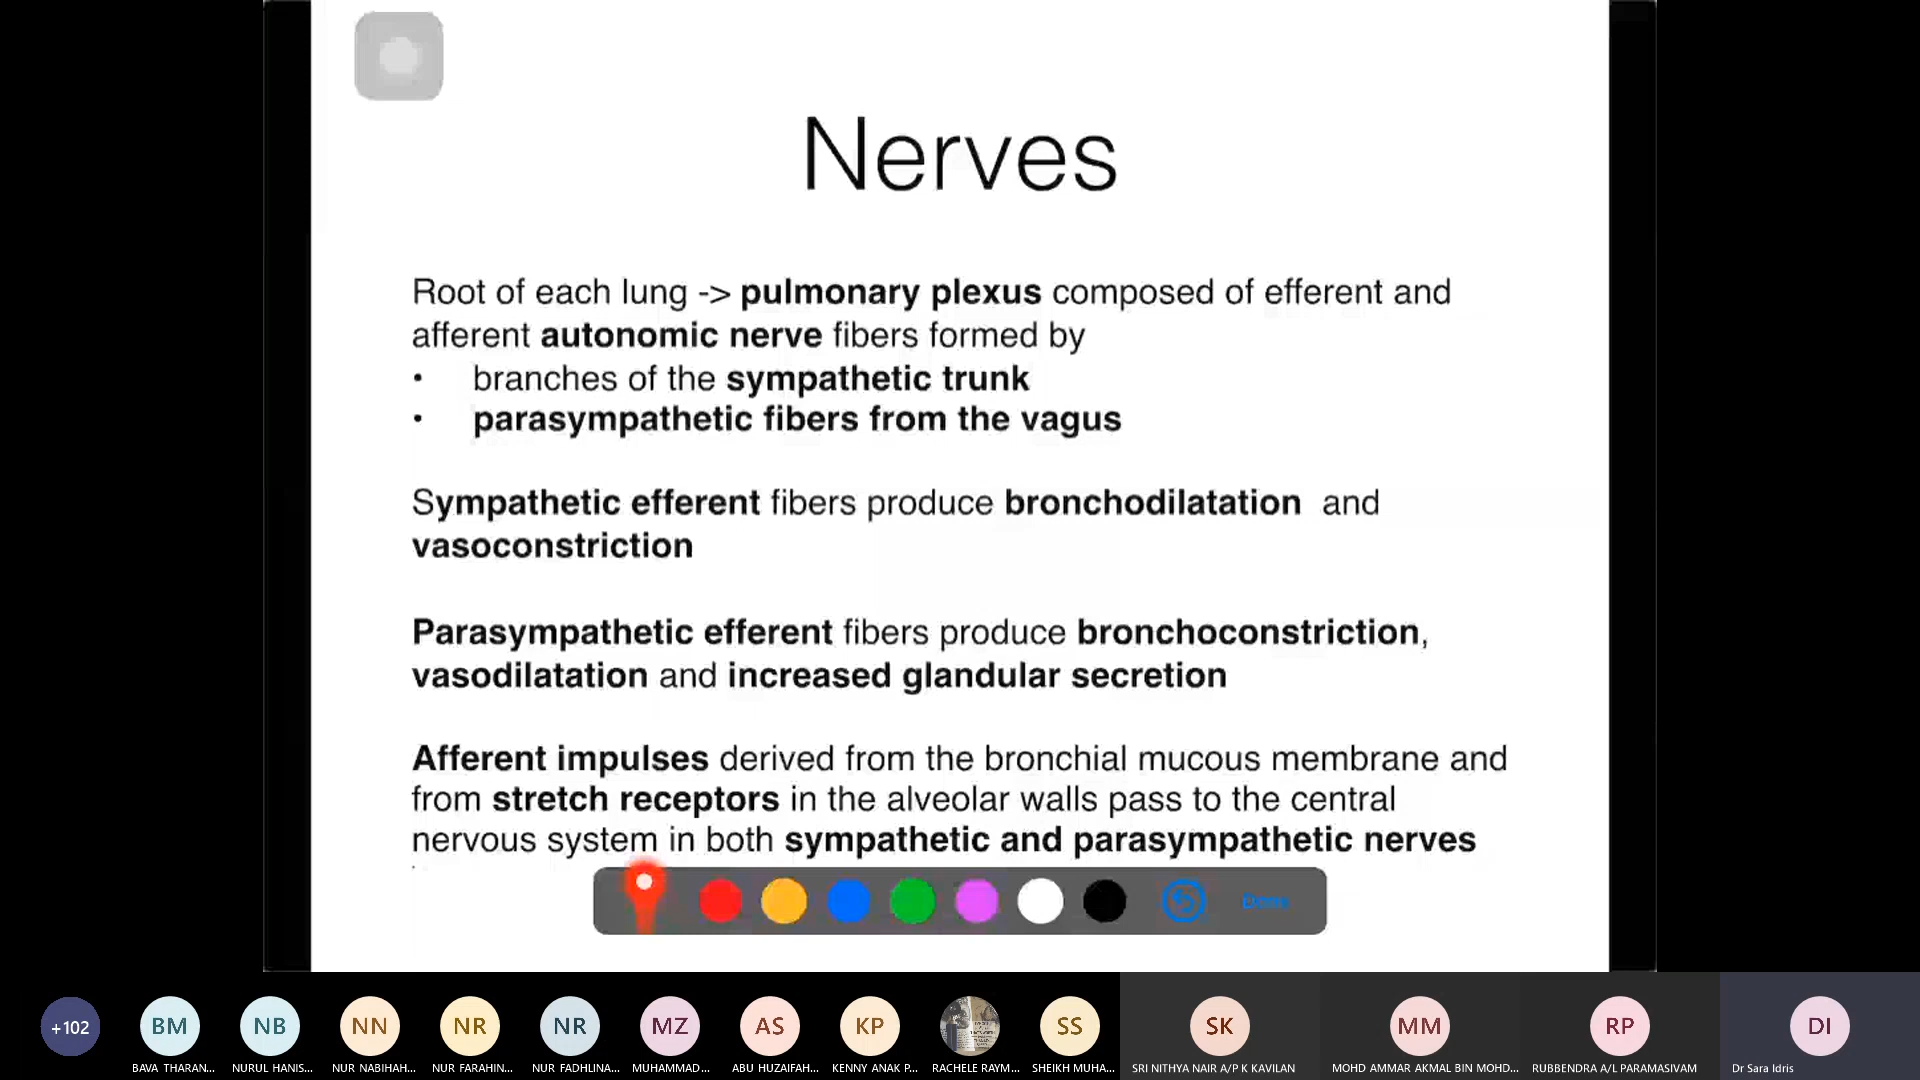 Nerves
Root of each lung -> pulmonary plexus composed of efferent and
afferent autonomic nerve fibers formed by
• branches of the sympathetic trunk
• parasympathetic fibers from the vagus
Sympathetic efferent fibers produce bronchodilatation and
vasoconstriction
Parasympathetic efferent fibers produce bronchoconstriction,
vasodilatation and increased glandular secretion
Afferent impulses derived from the bronchial mucous membrane and
from stretch receptors in the alveolar walls pass to the central
nervous system in both sympathetic and parasympathetic nerves
Done
+102 BM NB NN NR NR MZ AS KP SS SK MM RP DI
BAVA THARAN... NURUL HANIS... NUR NABIHAH... NUR FARAHIN... NUR FADHLINA... MUHAMMAD... ABU HUZAIFAH... KENNY ANAK P... RACHELE RAYM... SHEIKH MUHA... SRI NITHYA NAIR A/P K KAVILAN MOHD AMMAR AKMAL BIN MOHD... RUBBENDRA A/L PARAMASIVAM Dr Sara Idris